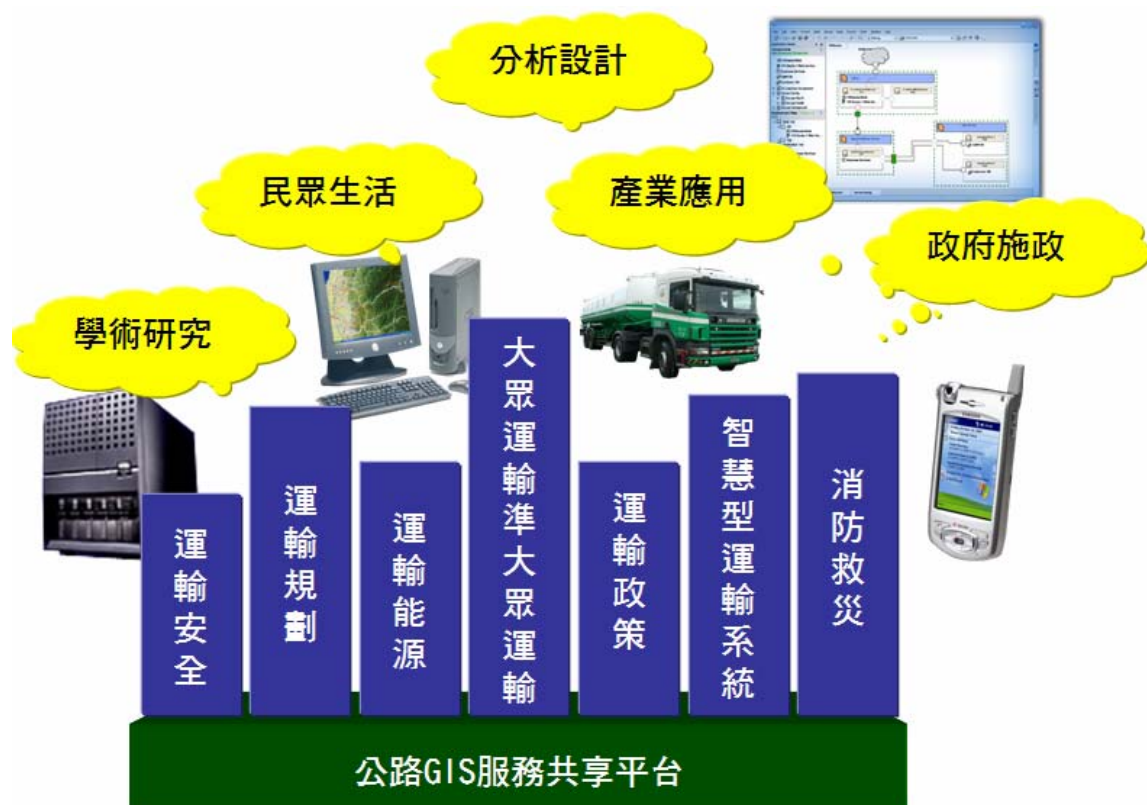 分析設計
民眾生活
產業應用
政府施政
學術研究
運輸安全
運輸規劃
運輸能源
大眾運輸準大眾運輸
運輸政策
智慧型運輸系統
消防救災
公路GIS服務共享平台